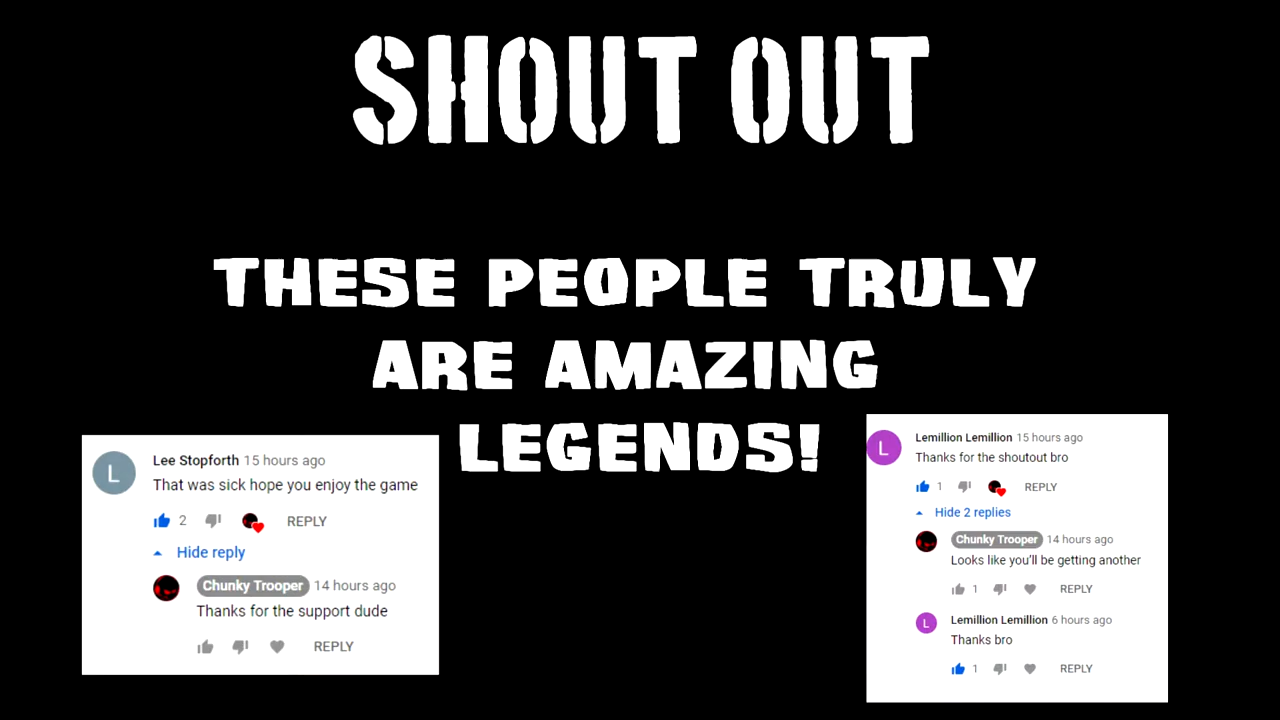 SHOUT OUT
THESE PEOPLE TRULY
ARE AMAZING
LEGENDS!
L
Lee Stopforth 15 hours ago
That was sick hope you enjoy the game
2 REPLY
Hide reply
Chunky Trooper 14 hours ago
Thanks for the support dude
REPLY
L
Lemillion Lemillion 15 hours ago
Thanks for the shoutout bro
1 REPLY
Hide 2 replies
Chunky Trooper 14 hours ago
Looks like you'll be getting another
1 REPLY
L
Lemillion Lemillion 6 hours ago
Thanks bro
1 REPLY